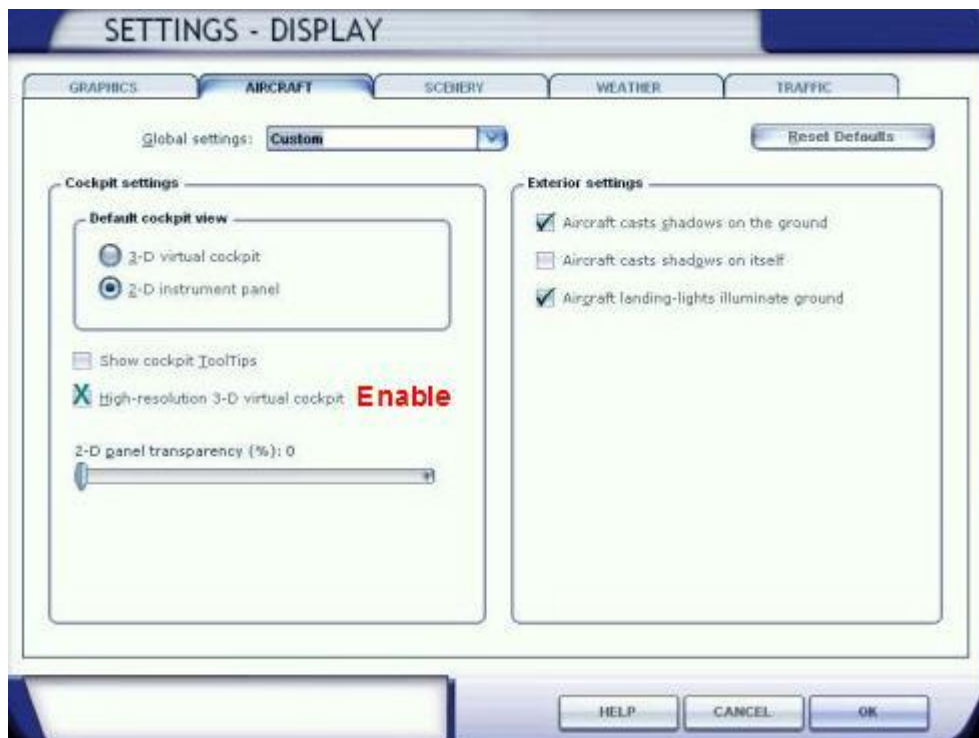 SETTINGS - DISPLAY
GRAPHICS AIRCRAFT SCENERY WEATHER TRAFFIC
Global settings: Custom Reset Defaults
Cockpit settings
Default cockpit view
3-D virtual cockpit
2-D instrument panel
Show cockpit ToolTips
High-resolution 3-D virtual cockpit Enable
2-D panel transparency (%): 0
Exterior settings
Aircraft casts shadows on the ground
Aircraft casts shadows on itself
Aircraft landing-lights illuminate ground
HELP CANCEL OK